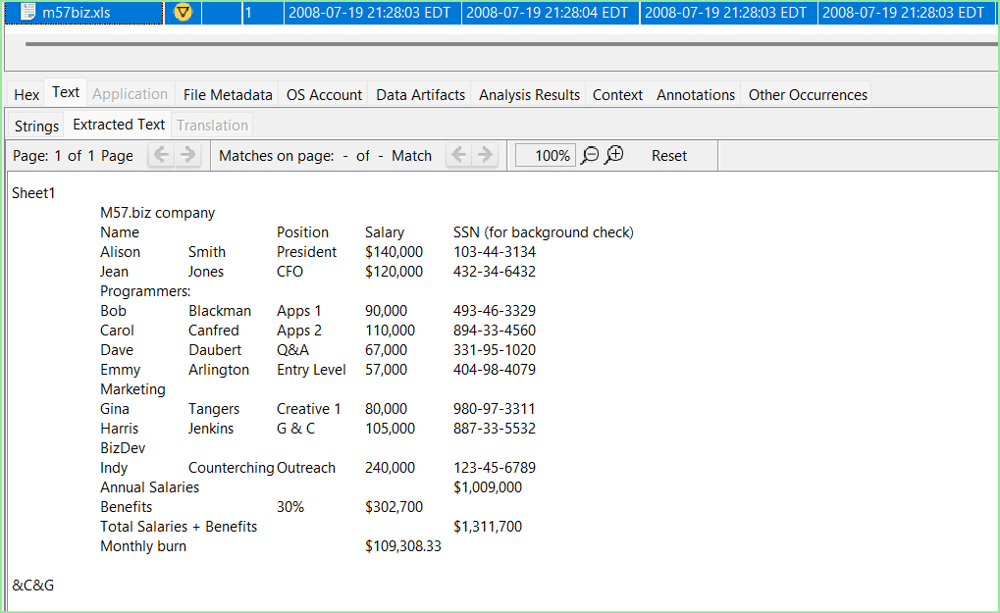 m57biz.xls 1 2008-07-19 21:28:03 EDT 2008-07-19 21:28:04 EDT 2008-07-19 21:28:03 EDT 2008-07-19 21:28:03 EDT
Hex Text Application File Metadata OS Account Data Artifacts Analysis Results Context Annotations Other Occurrences
Strings Extracted Text Translation
Page: 1 of 1 Page Matches on page: - of - Match 100% Reset
Sheet1
M57.biz company
Name Position Salary SSN (for background check)
Alison Smith President $140,000 103-44-3134
Jean Jones CFO $120,000 432-34-6432
Programmers:
Bob Blackman Apps 1 90,000 493-46-3329
Carol Canfred Apps 2 110,000 894-33-4560
Dave Daubert Q&A 67,000 331-95-1020
Emmy Arlington Entry Level 57,000 404-98-4079
Marketing
Gina Tangers Creative 1 80,000 980-97-3311
Harris Jenkins G & C 105,000 887-33-5532
BizDev
Indy Counterching Outreach 240,000 123-45-6789
Annual Salaries $1,009,000
Benefits 30% $302,700
Total Salaries + Benefits $1,311,700
Monthly burn $109,308.33
&C&G